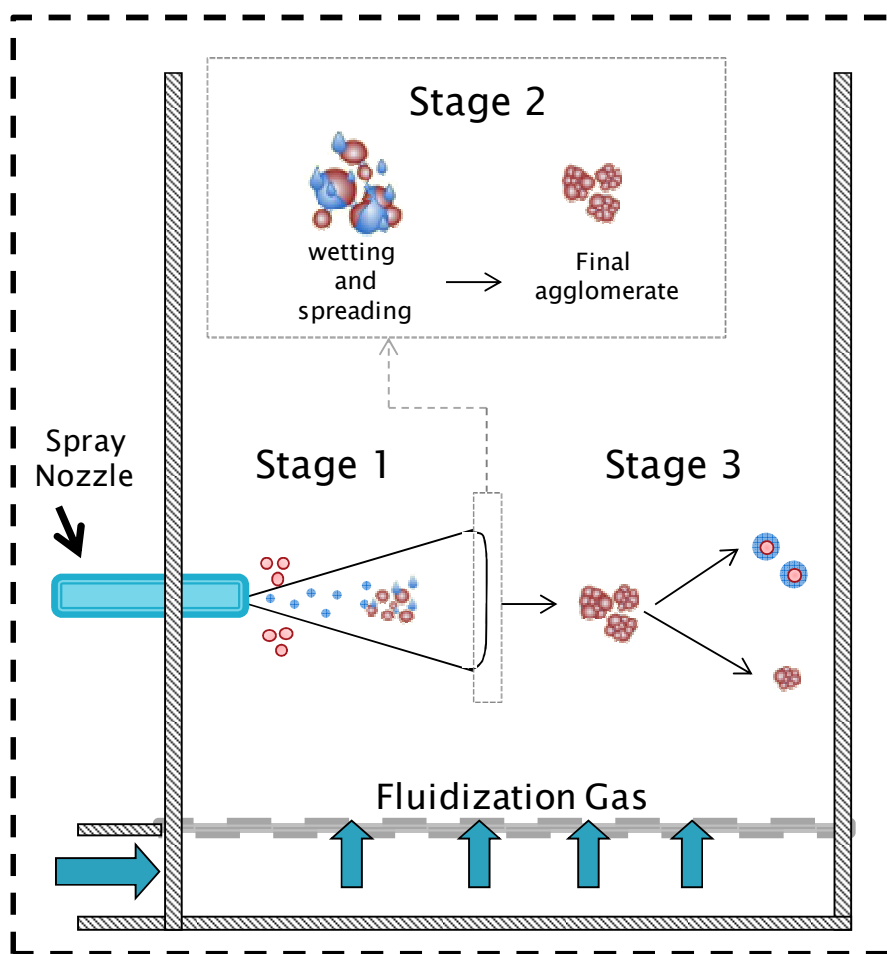 Stage 2
wetting
and
spreading
Final
agglomerate
Spray
Nozzle
Stage 1
Stage 3
Fluidization Gas